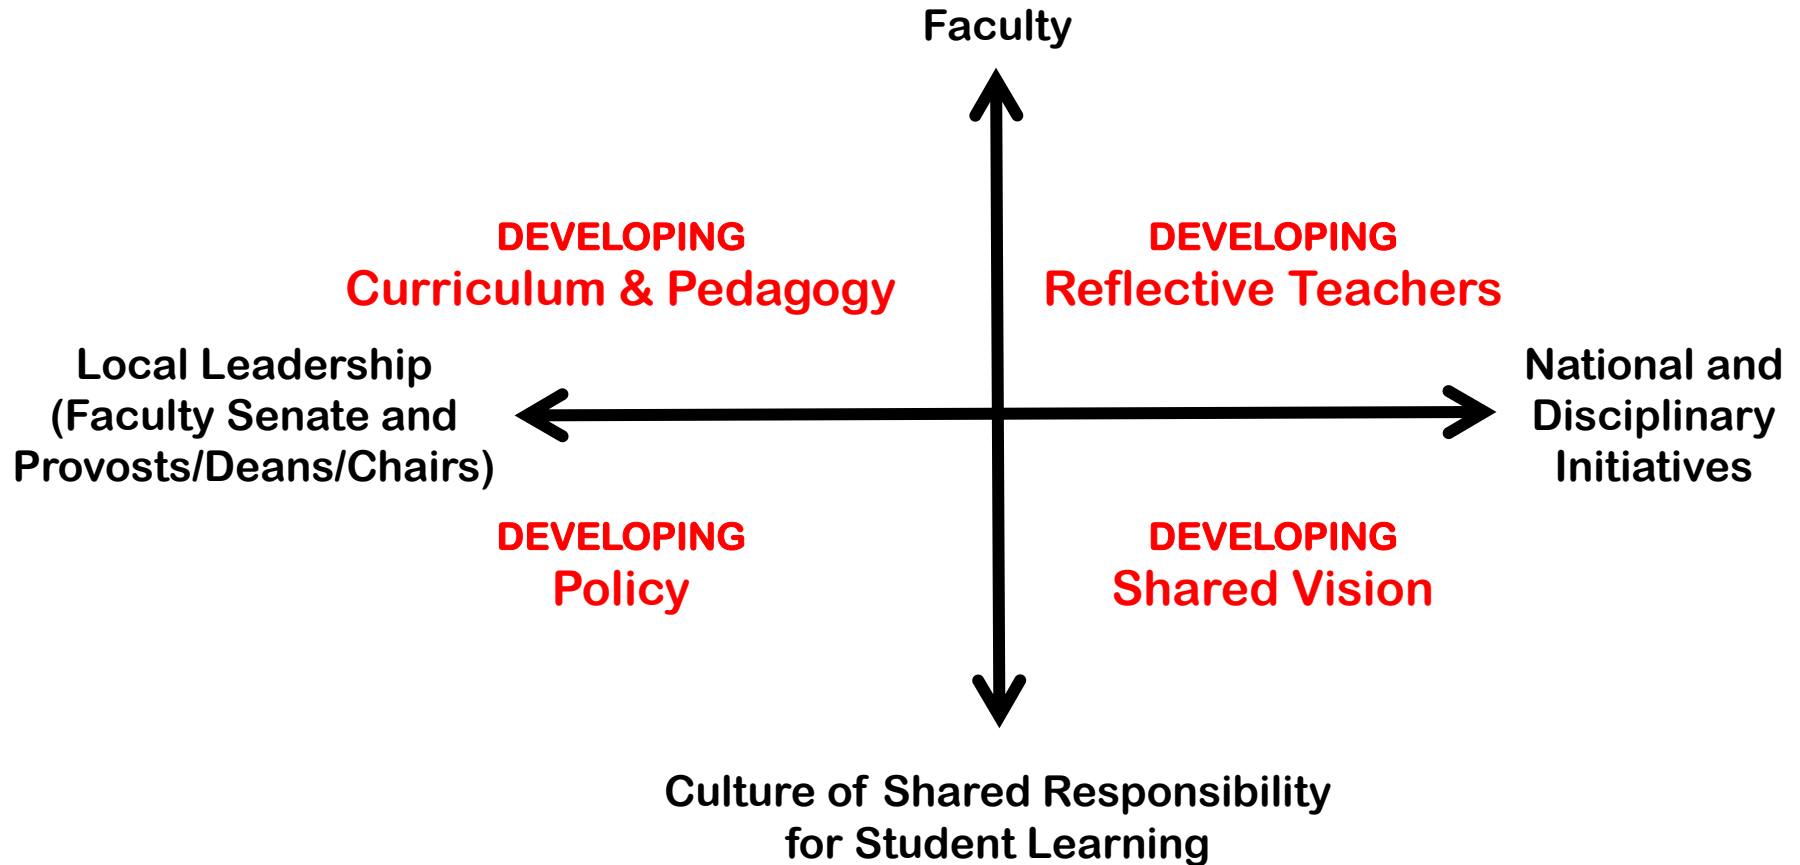 Faculty
DEVELOPING
Curriculum & Pedagogy
DEVELOPING
Reflective Teachers
Local Leadership
(Faculty Senate and
Provosts/Deans/Chairs)
National and
Disciplinary
Initiatives
DEVELOPING
Policy
DEVELOPING
Shared Vision
Culture of Shared Responsibility
for Student Learning